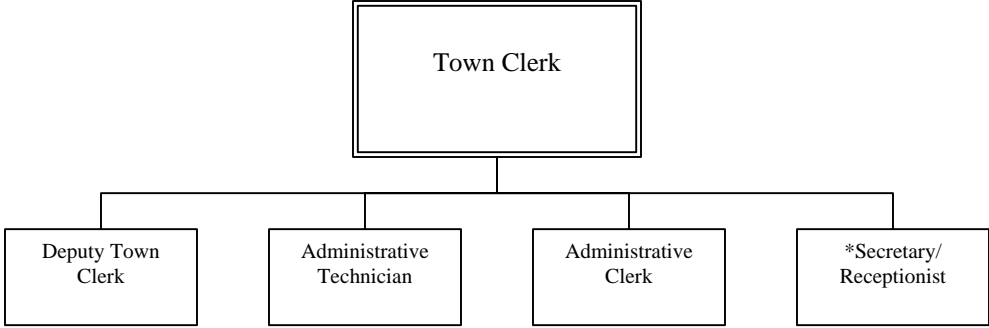 Town Clerk
Deputy Town
Clerk
Administrative
Technician
Administrative
Clerk
*Secretary/
Receptionist